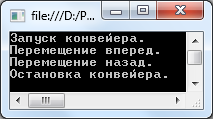 file:///D:/P...
Запуск конвейера.
Перемещение вперед.
Перемещение назад.
Остановка конвейера.